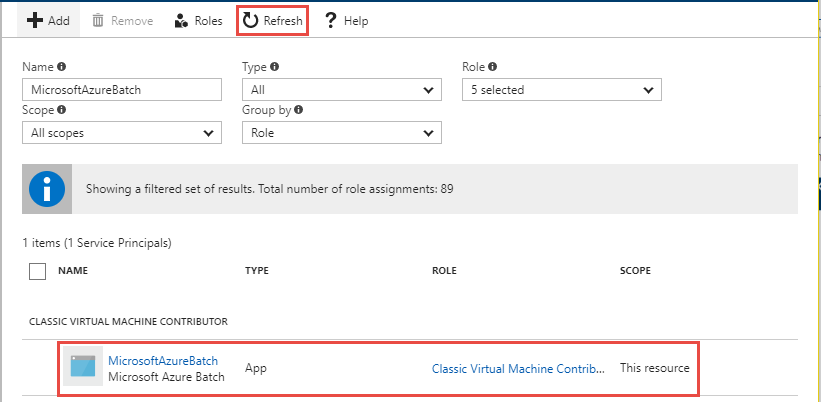 Add Remove Roles Refresh Help
Name Type Role
MicrosoftAzureBatch All 5 selected
Scope Group by
All scopes Role
Showing a filtered set of results. Total number of role assignments: 89
1 items (1 Service Principals)
NAME TYPE ROLE SCOPE
CLASSIC VIRTUAL MACHINE CONTRIBUTOR
MicrosoftAzureBatch
Microsoft Azure Batch App Classic Virtual Machine Contrib... This resource